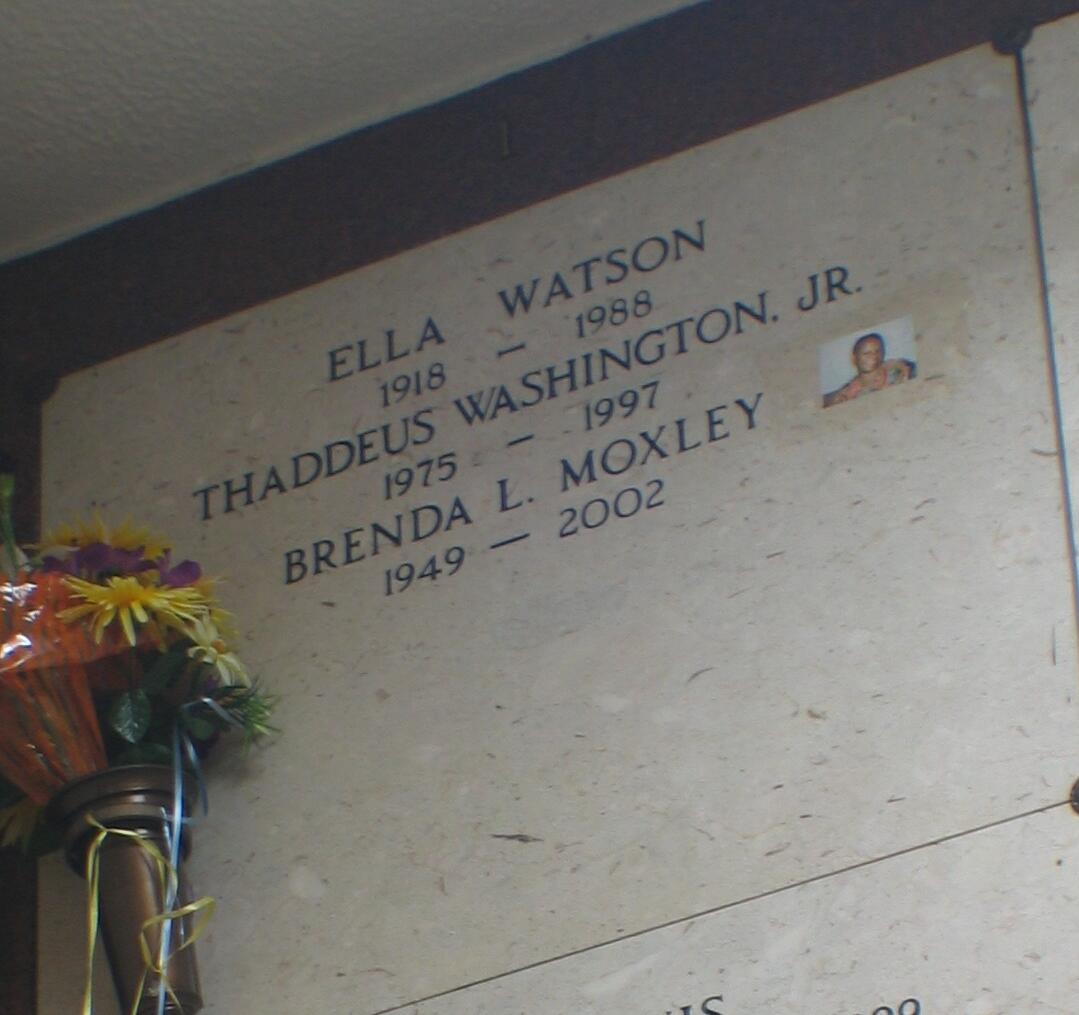 ELLA WATSON
1918 — 1988
THADDEUS WASHINGTON, JR.
1975 — 1997
BRENDA L. MOXLEY
1949 — 2002